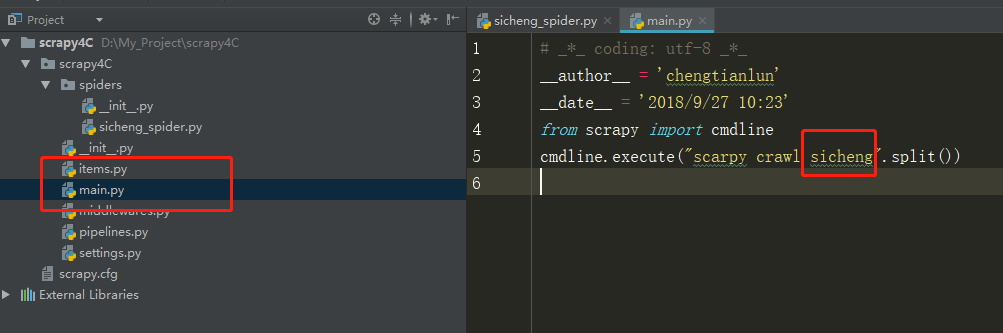 Project
scrapy4C D:\My_Project\scrapy4C
scrapy4C
spiders
__init__.py
sicheng_spider.py
__init__.py
items.py
main.py
middlewares.py
pipelines.py
settings.py
scrapy.cfg
External Libraries
sicheng_spider.py main.py
1 # _*_ coding: utf-8 _*_
2 __author__ = 'chengtianlun'
3 __date__ = '2018/9/27 10:23'
4 from scrapy import cmdline
5 cmdline.execute("scarpy crawl sicheng".split())
6